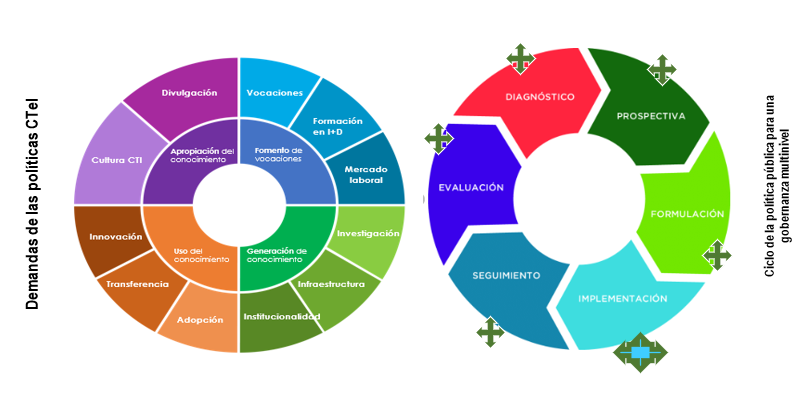 Demandas de las políticas CTeI
Divulgación
Vocaciones
Cultura CTI
Formación
en I+D
Mercado
laboral
Apropiación del
conocimiento
Fomento de
vocaciones
Uso del
conocimiento
Generación de
conocimiento
Innovación
Transferencia
Adopción
Investigación
Infraestructura
Institucionalidad
DIAGNÓSTICO
PROSPECTIVA
EVALUACIÓN
FORMULACIÓN
SEGUIMIENTO
IMPLEMENTACIÓN
Ciclo de la política pública para una
gobernanza multinivel